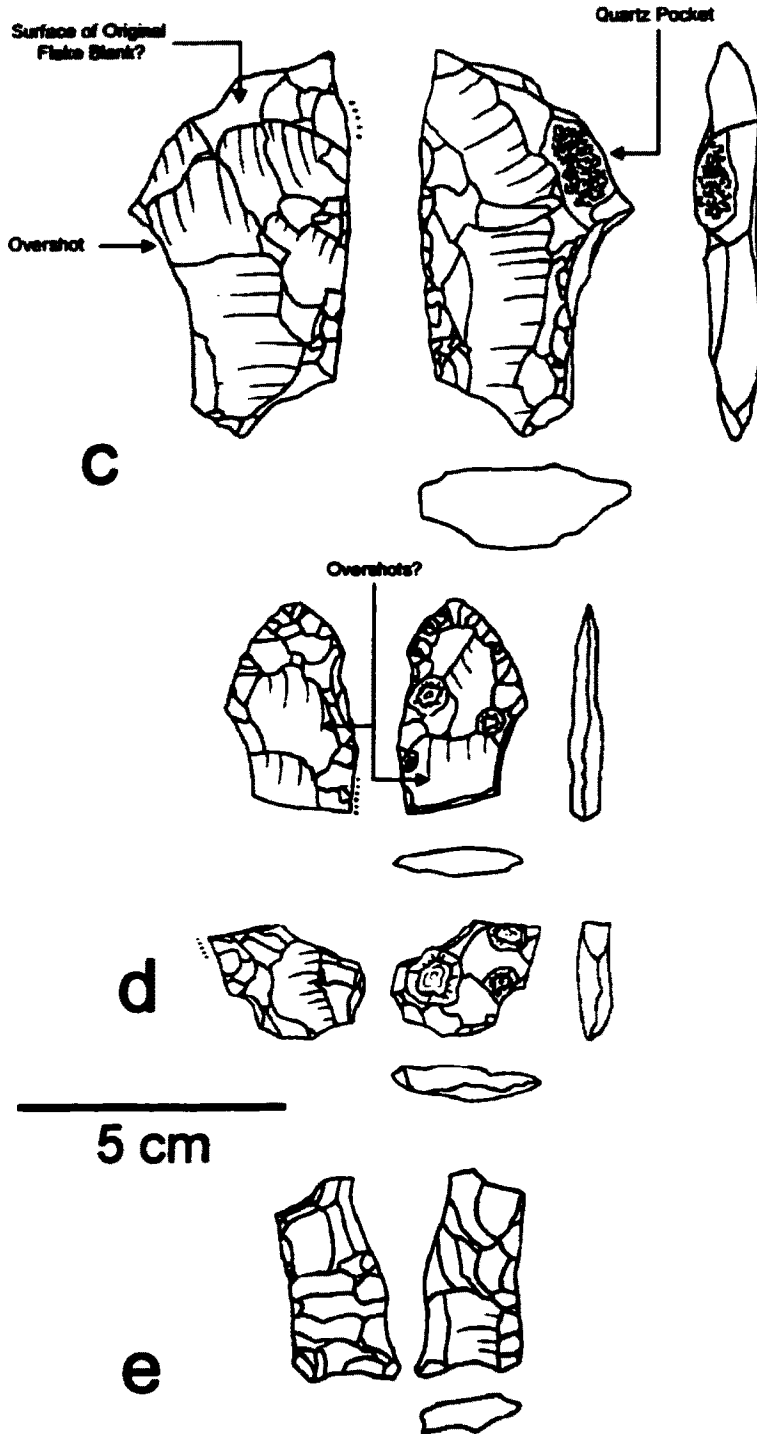 Surface of Original
Flake Blank?
Quartz Pocket
Overshot
c
Overshots?
d
5 cm
e